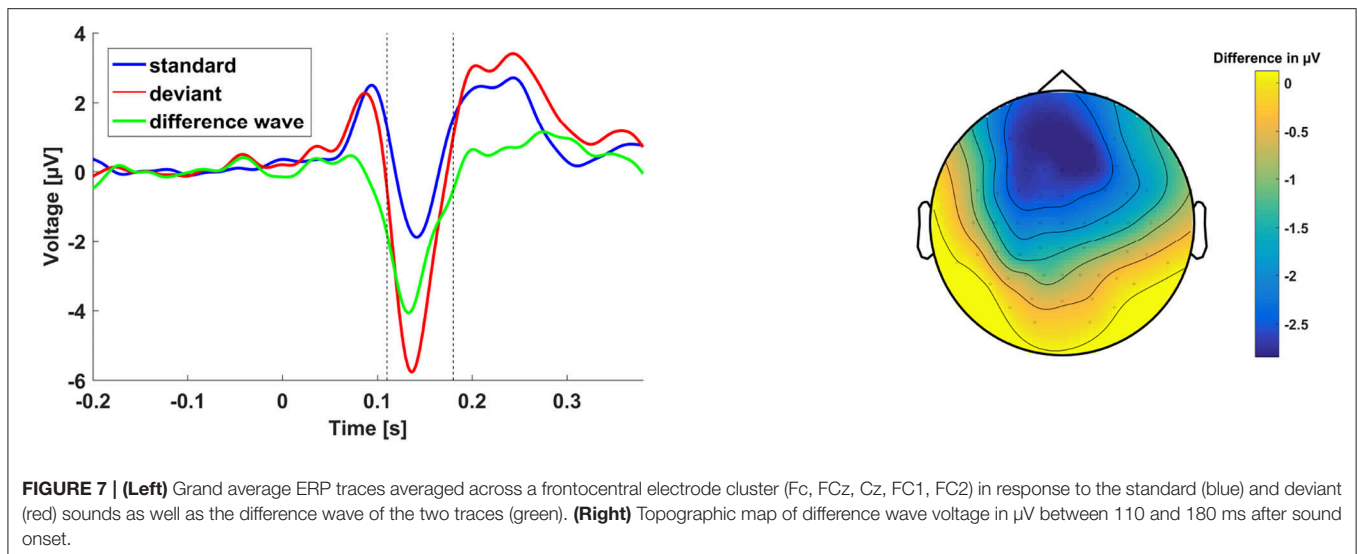 4
2
0
-2
-4
-6
Voltage [µV]
standard
deviant
difference wave
-0.2
-0.1
0
0.1
0.2
0.3
Time [s]
Difference in µV
0
-0.5
-1
-1.5
-2
-2.5
FIGURE 7 | (Left) Grand average ERP traces averaged across a frontocentral electrode cluster (Fc, FCz, Cz, FC1, FC2) in response to the standard (blue) and deviant
(red) sounds as well as the difference wave of the two traces (green). (Right) Topographic map of difference wave voltage in µV between 110 and 180 ms after sound
onset.